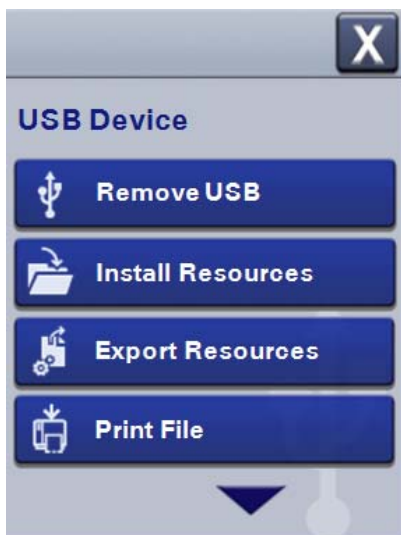 X
USB Device
Remove USB
Install Resources
Export Resources
Print File